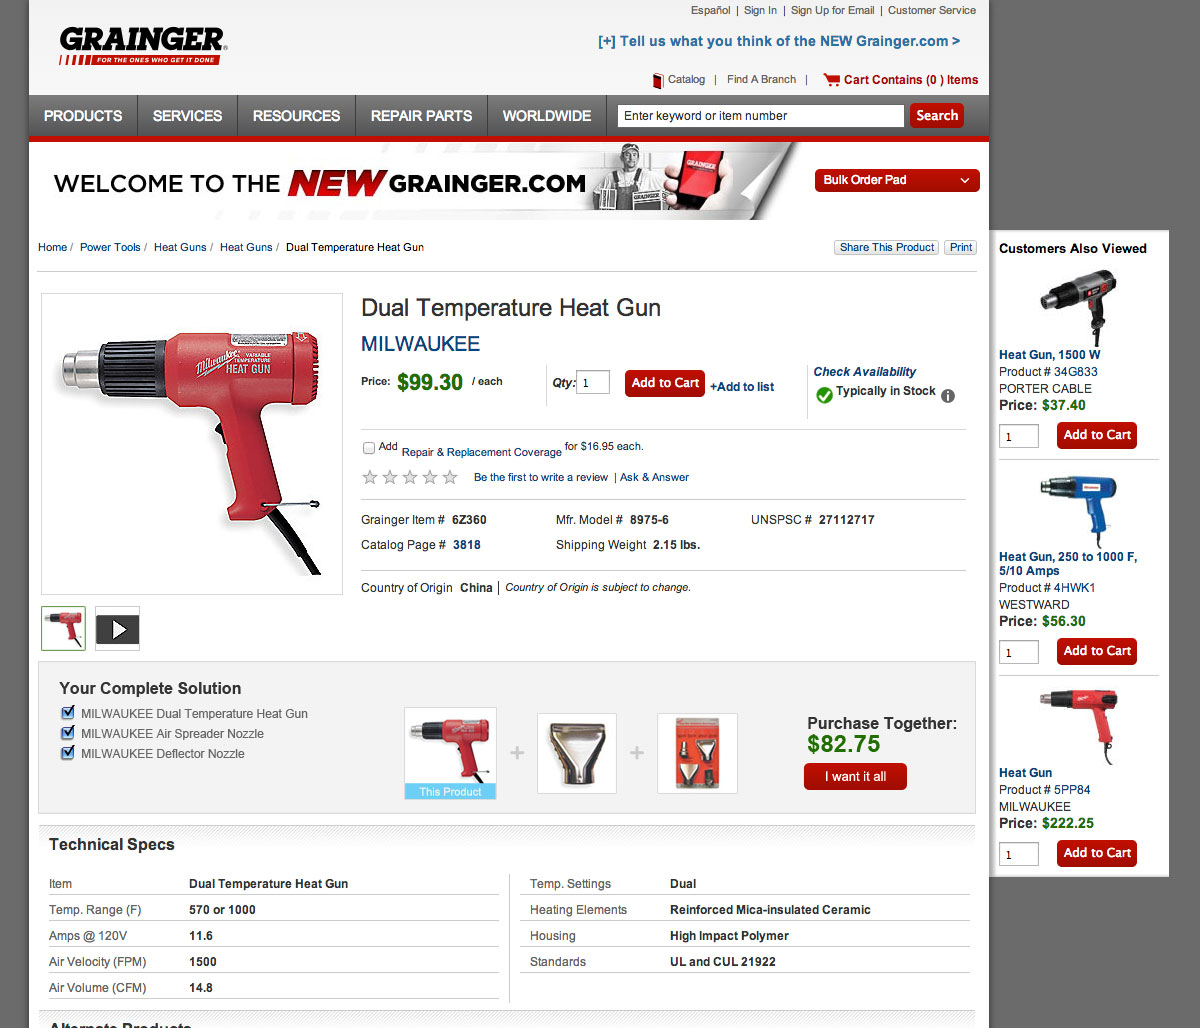 Español | Sign In | Sign Up for Email | Customer Service
GRAINGER®
FOR THE ONES WHO GET IT DONE
[+] Tell us what you think of the NEW Grainger.com >
Catalog | Find A Branch | Cart Contains (0 ) Items
PRODUCTS SERVICES RESOURCES REPAIR PARTS WORLDWIDE Enter keyword or item number Search
WELCOME TO THE NEW GRAINGER.COM
GRAINGER
GRAINGER
Bulk Order Pad
Home / Power Tools / Heat Guns / Heat Guns / Dual Temperature Heat Gun
Share This Product Print
Milwaukee
VARIABLE
TEMPERATURE
HEAT GUN
Dual Temperature Heat Gun
MILWAUKEE
Price: $99.30 / each
Qty: 1 Add to Cart +Add to list
Check Availability
Typically in Stock
Add Repair & Replacement Coverage for $16.95 each.
Be the first to write a review | Ask & Answer
Grainger Item # 6Z360 Mfr. Model # 8975-6 UNSPSC # 27112717
Catalog Page # 3818 Shipping Weight 2.15 lbs.
Country of Origin China | Country of Origin is subject to change.
Your Complete Solution
MILWAUKEE Dual Temperature Heat Gun
MILWAUKEE Air Spreader Nozzle
MILWAUKEE Deflector Nozzle
This Product
+
+
Purchase Together:
$82.75
I want it all
Technical Specs
Item Dual Temperature Heat Gun
Temp. Range (F) 570 or 1000
Amps @ 120V 11.6
Air Velocity (FPM) 1500
Air Volume (CFM) 14.8
Temp. Settings Dual
Heating Elements Reinforced Mica-insulated Ceramic
Housing High Impact Polymer
Standards UL and CUL 21922
Alternate Products
Customers Also Viewed
Heat Gun, 1500 W
Product # 34G833
PORTER CABLE
Price: $37.40
1 Add to Cart
Heat Gun, 250 to 1000 F,
5/10 Amps
Product # 4HWK1
WESTWARD
Price: $56.30
1 Add to Cart
Heat Gun
Product # 5PP84
MILWAUKEE
Price: $222.25
1 Add to Cart